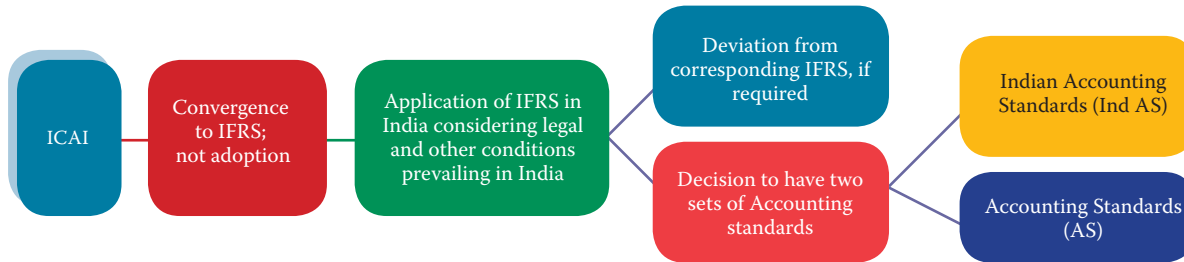 ICAI
Convergence
to IFRS;
not adoption
Application of IFRS in
India considering legal
and other conditions
prevailing in India
Deviation from
corresponding IFRS, if
required
Decision to have two
sets of Accounting
standards
Indian Accounting
Standards (Ind AS)
Accounting Standards
(AS)